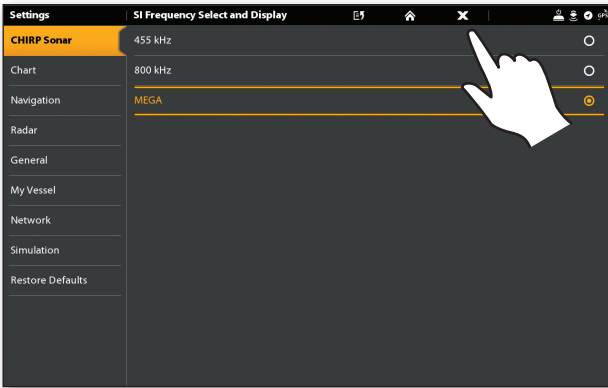 Settings
SI Frequency Select and Display
CHIRP Sonar
455 kHz
Chart
800 kHz
Navigation
MEGA
Radar
General
My Vessel
Network
Simulation
Restore Defaults
GPS